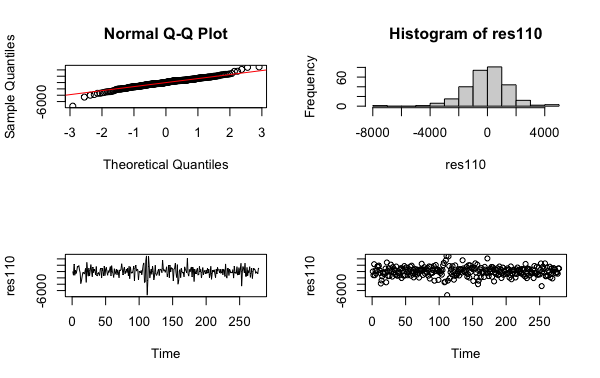 Normal Q-Q Plot
Sample Quantiles
-6000
-3 -2 -1 0 1 2 3
Theoretical Quantiles
Histogram of res110
Frequency
0 60
-8000 -4000 0 4000
res110
res110
-6000
0 50 100 150 200 250
Time
res110
-6000
0 50 100 150 200 250
Time